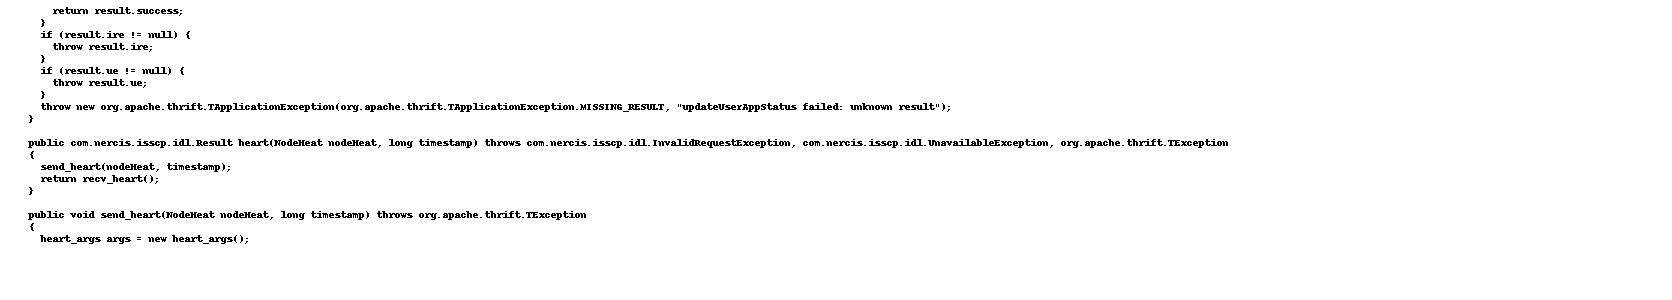 return result.success;
}
if (result.ire != null) {
throw result.ire;
}
if (result.ue != null) {
throw result.ue;
}
throw new org.apache.thrift.TApplicationException(org.apache.thrift.TApplicationException.MISSING_RESULT, "updateUserAppStatus failed: unknown result");
}
public com.nercis.isscp.idl.Result heart(NodeHeat nodeHeat, long timestamp) throws com.nercis.isscp.idl.InvalidRequestException, com.nercis.isscp.idl.UnavailableException, org.apache.thrift.TException
{
send_heart(nodeHeat, timestamp);
return recv_heart();
}
public void send_heart(NodeHeat nodeHeat, long timestamp) throws org.apache.thrift.TException
{
heart_args args = new heart_args();